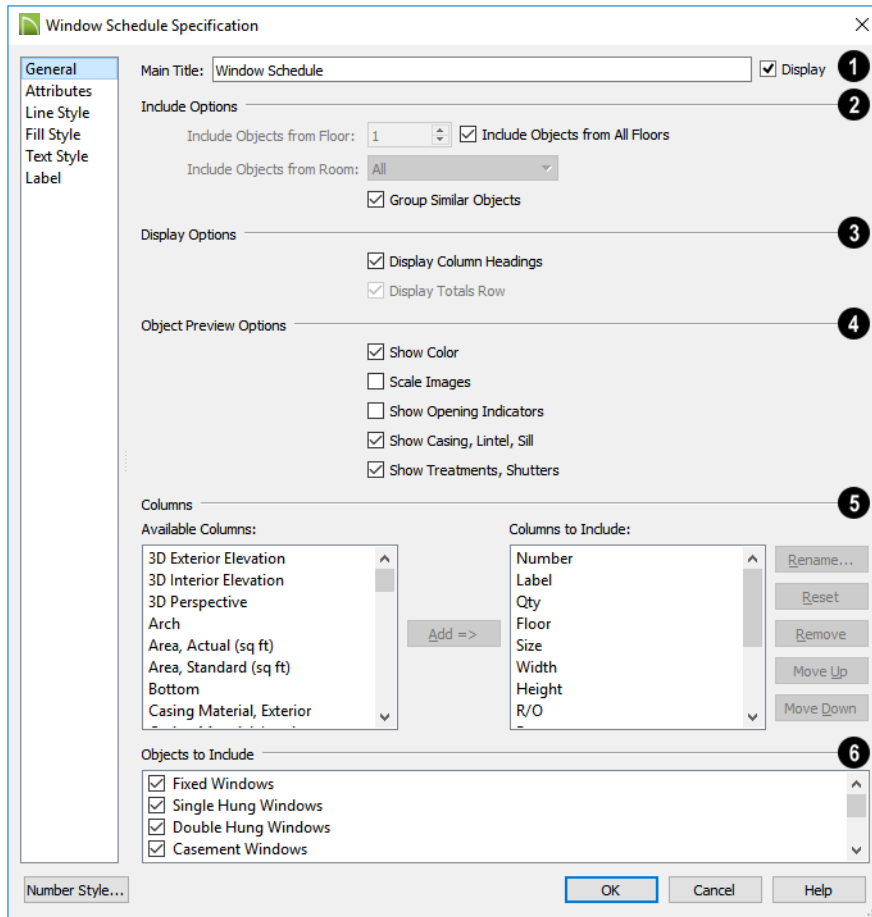 Window Schedule Specification
General
Attributes
Line Style
Fill Style
Text Style
Label
Main Title: Window Schedule Display 1
Include Options 2
Include Objects from Floor: 1 Include Objects from All Floors
Include Objects from Room: All
Group Similar Objects
Display Options 3
Display Column Headings
Display Totals Row
Object Preview Options 4
Show Color
Scale Images
Show Opening Indicators
Show Casing, Lintel, Sill
Show Treatments, Shutters
Columns 5
Available Columns:
3D Exterior Elevation
3D Interior Elevation
3D Perspective
Arch
Area, Actual (sq ft)
Area, Standard (sq ft)
Bottom
Casing Material, Exterior
Add =>
Columns to Include:
Number
Label
Qty
Floor
Size
Width
Height
R/O
Rename...
Reset
Remove
Move Up
Move Down
Objects to Include 6
Fixed Windows
Single Hung Windows
Double Hung Windows
Casement Windows
Number Style... OK Cancel Help